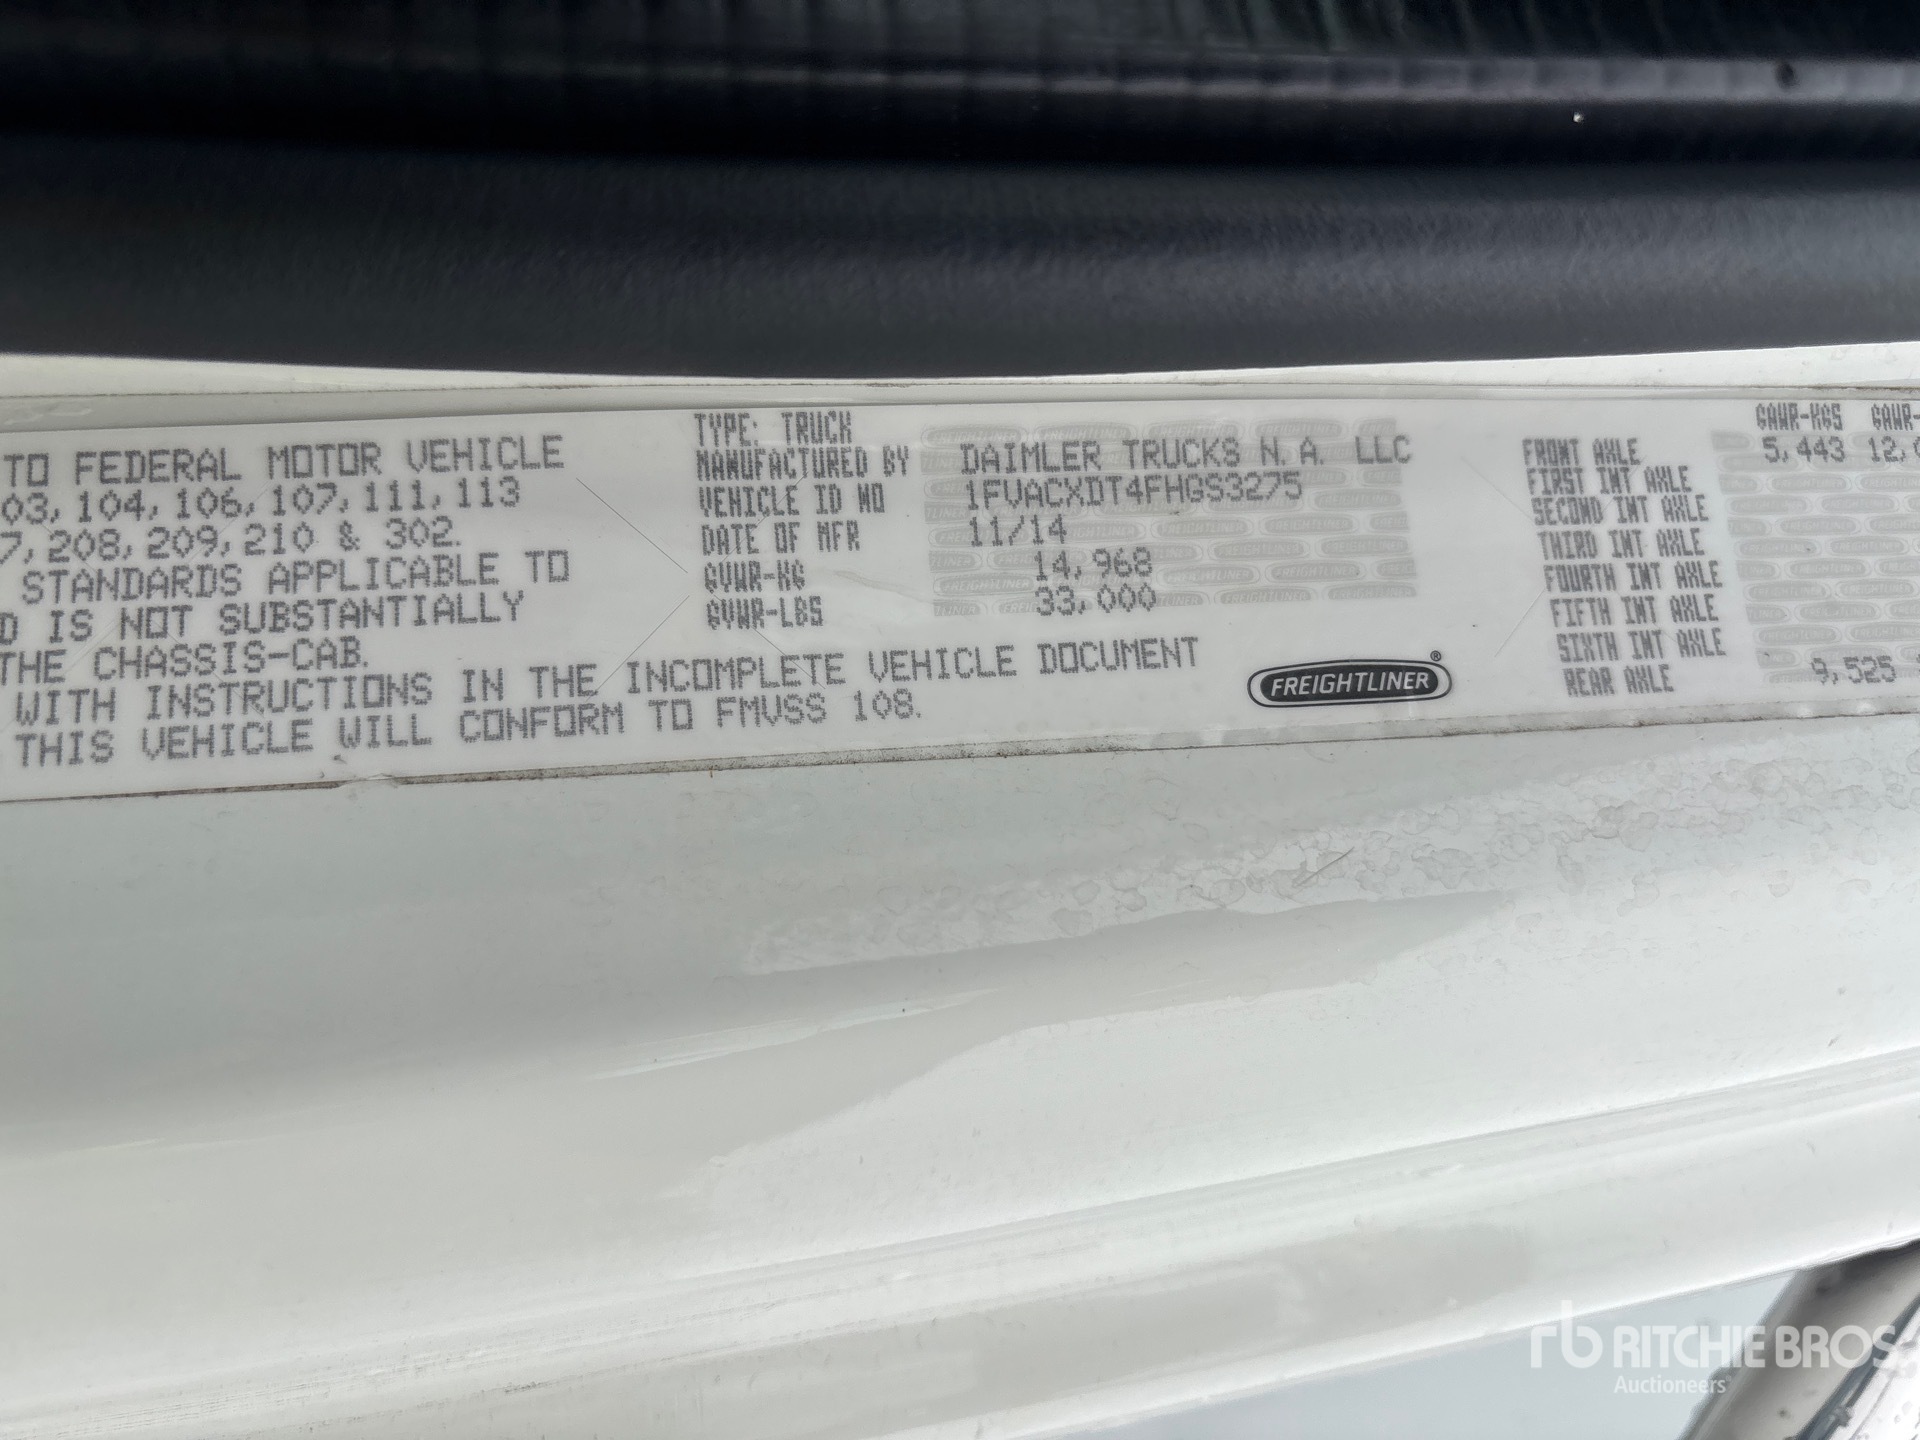 TO FEDERAL MOTOR VEHICLE
03, 104, 106, 107, 111, 113
7, 208, 209, 210 & 302.
STANDARDS APPLICABLE TO
D IS NOT SUBSTANTIALLY
THE CHASSIS-CAB.
WITH INSTRUCTIONS IN THE INCOMPLETE VEHICLE DOCUMENT
THIS VEHICLE WILL CONFORM TO FMVSS 108.
TYPE: TRUCK
MANUFACTURED BY DAIMLER TRUCKS N.A. LLC
VEHICLE ID NO 1FVACXDT4FHGS3275
DATE OF MFR 11/14
GVWR-KG 14,968
GVWR-LBS 33,000
FREIGHTLINER®
GAWR-KGS GAWR-
FRONT AXLE 5,443 12,0
FIRST INT AXLE
SECOND INT AXLE
THIRD INT AXLE
FOURTH INT AXLE
FIFTH INT AXLE
SIXTH INT AXLE
REAR AXLE 9,525
rb RITCHIE BROS
Auctioneers